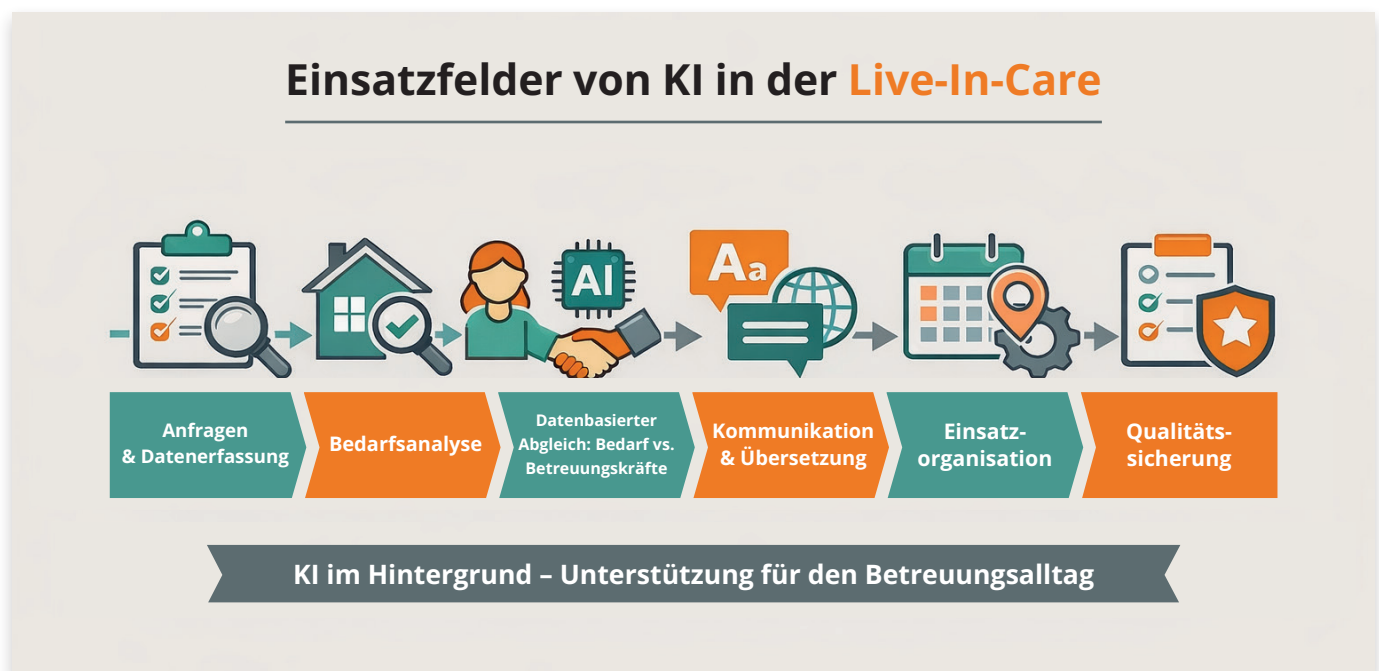 Einsatzfelder von KI in der Live-In-Care
AI
Aa
Anfragen
& Datenerfassung
Bedarfsanalyse
Datenbasierter
Abgleich: Bedarf vs.
Betreuungskräfte
Kommunikation
& Übersetzung
Einsatz-
organisation
Qualitäts-
sicherung
KI im Hintergrund – Unterstützung für den Betreuungsalltag